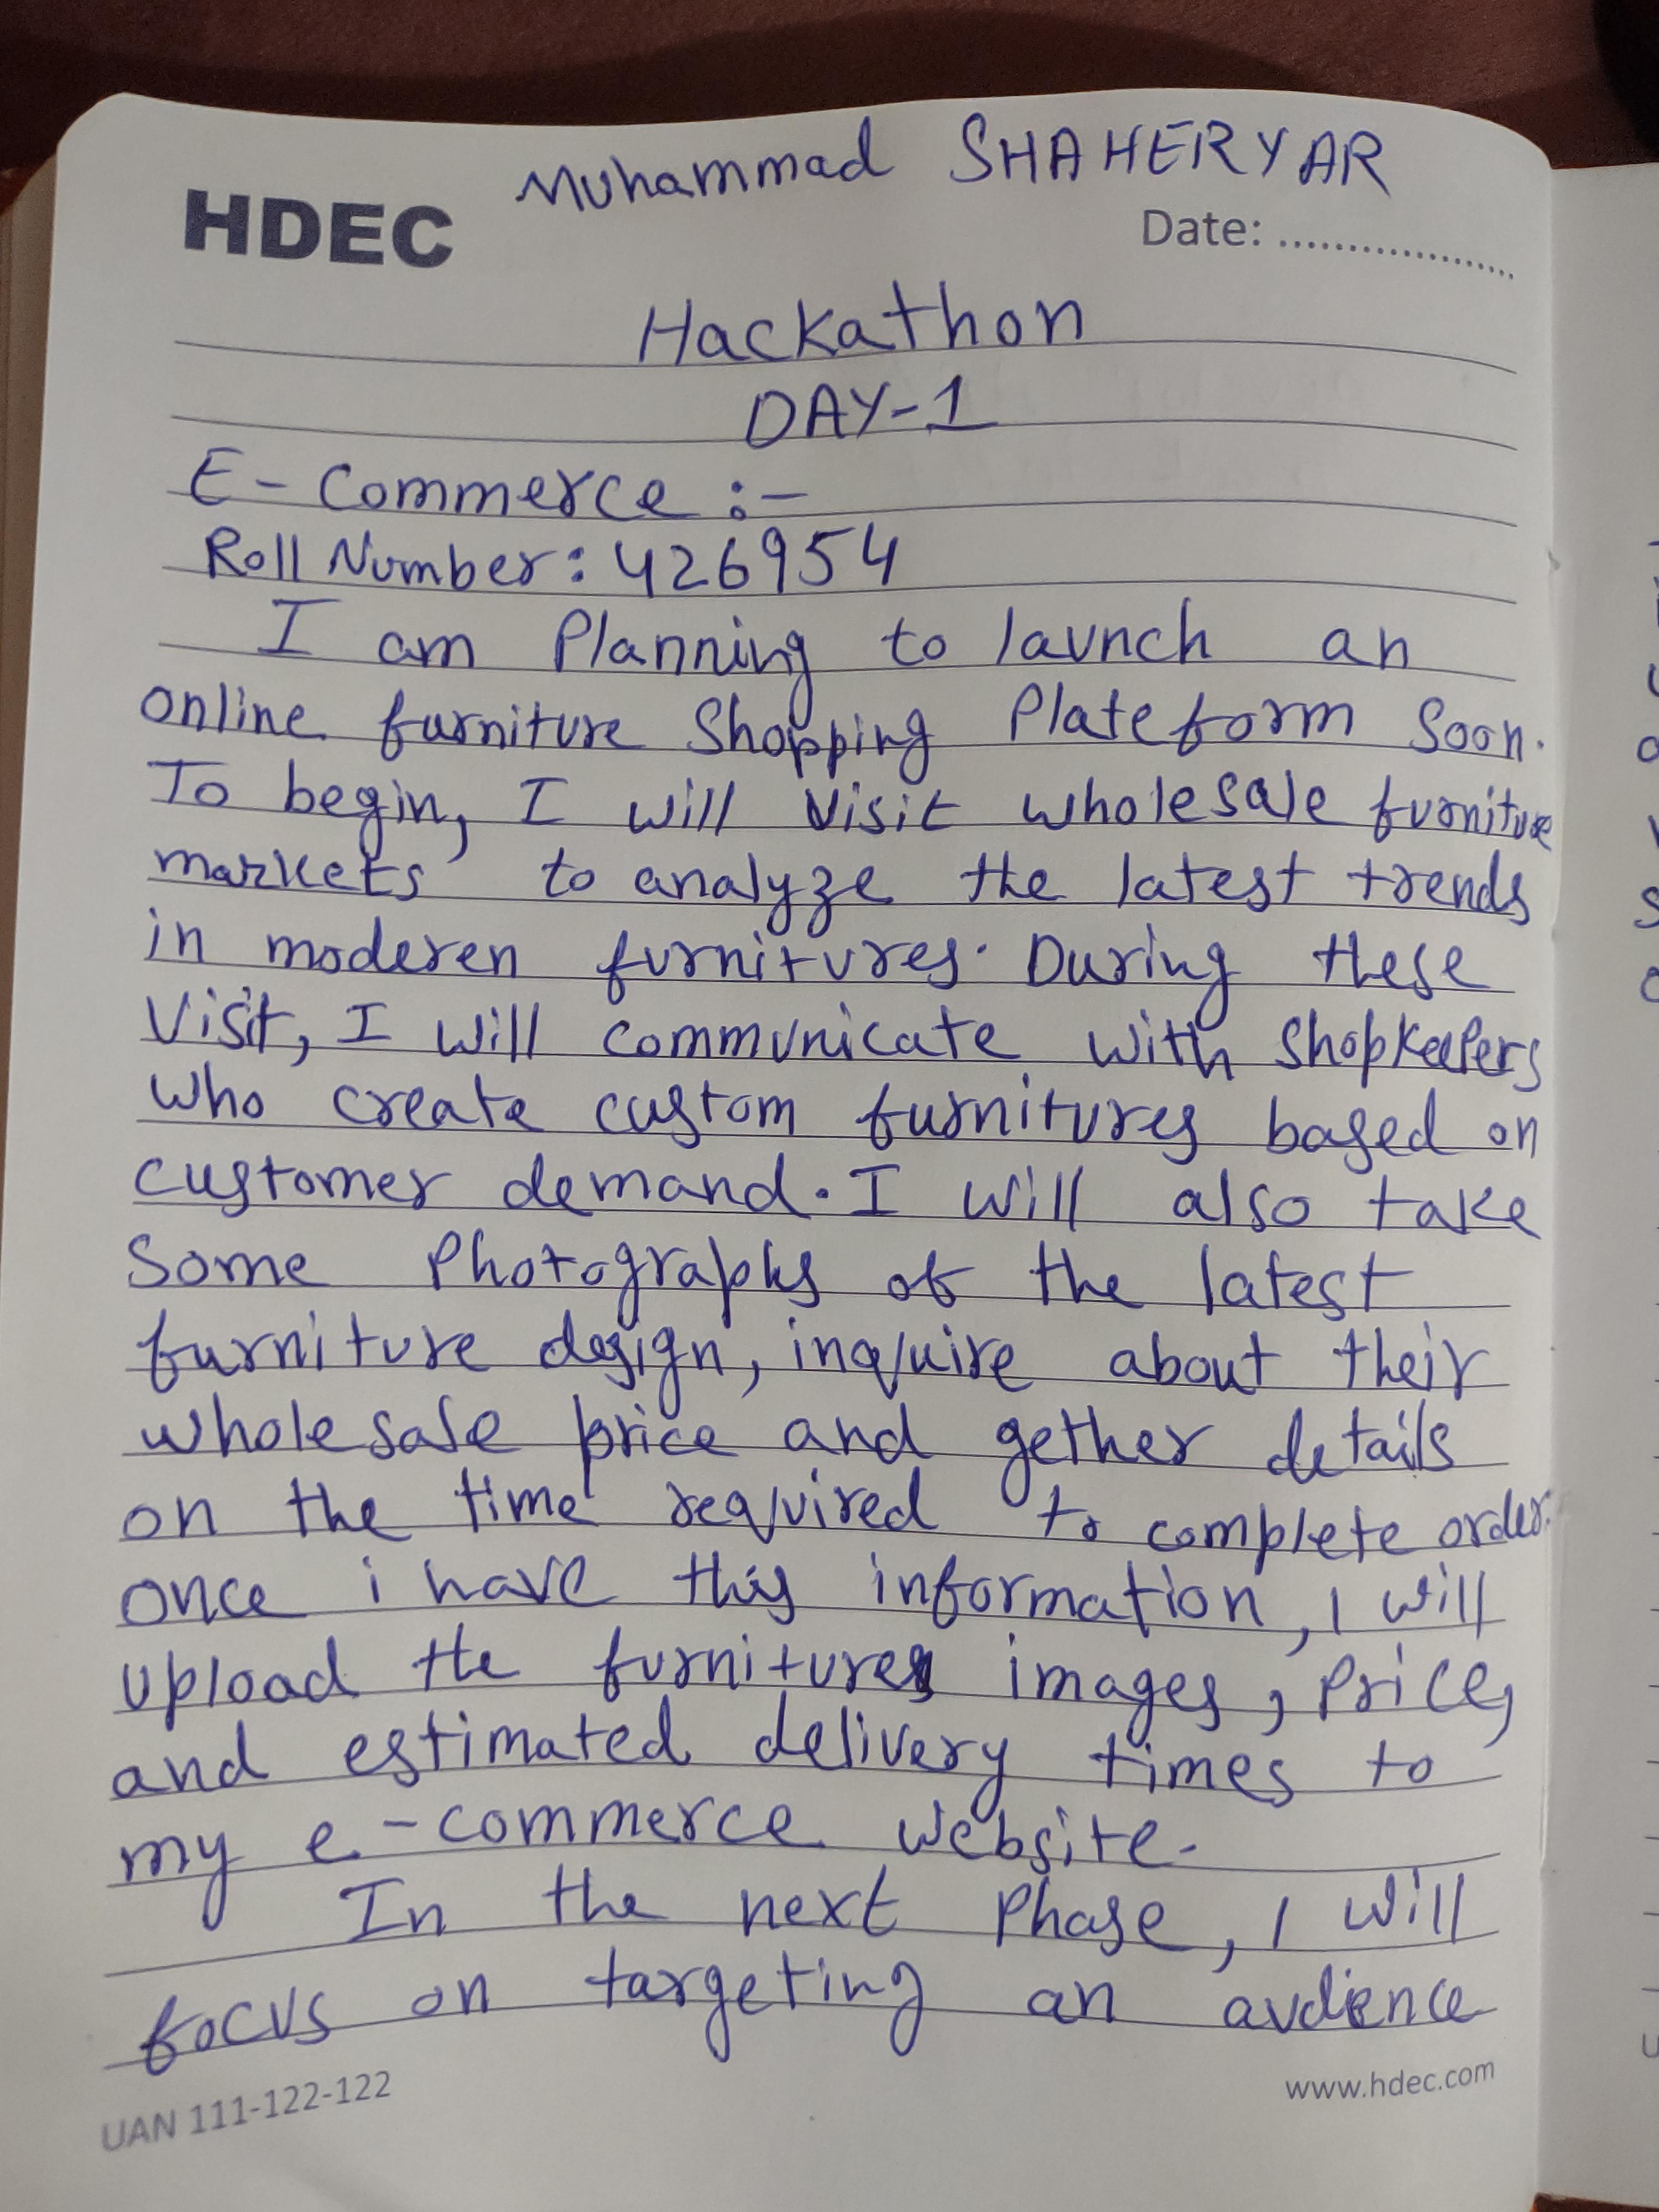 Muhammad SHAHERYAR
HDEC
Date: ....................
Hackathon
DAY-1
E-Commerce :-
Roll Number: 426954
I am Planning to launch an
online furniture Shopping Plateform Soon.
To begin, I will visit wholesale furniture
markets to analyze the latest trends
in moderen furnitures. During these
Visit, I will communicate with shopkeepers
who create custom furnitures based on
customer demand. I will also take
Some Photographs of the latest
furniture design, inquire about their
wholesale price and gether details
on the time required to complete order.
once i have this information, I will
upload the furnitures images, Price,
and estimated delivery times to
my e-commerce website.
In the next Phase, I will
focus on targeting an audience
UAN 111-122-122
www.hdec.com